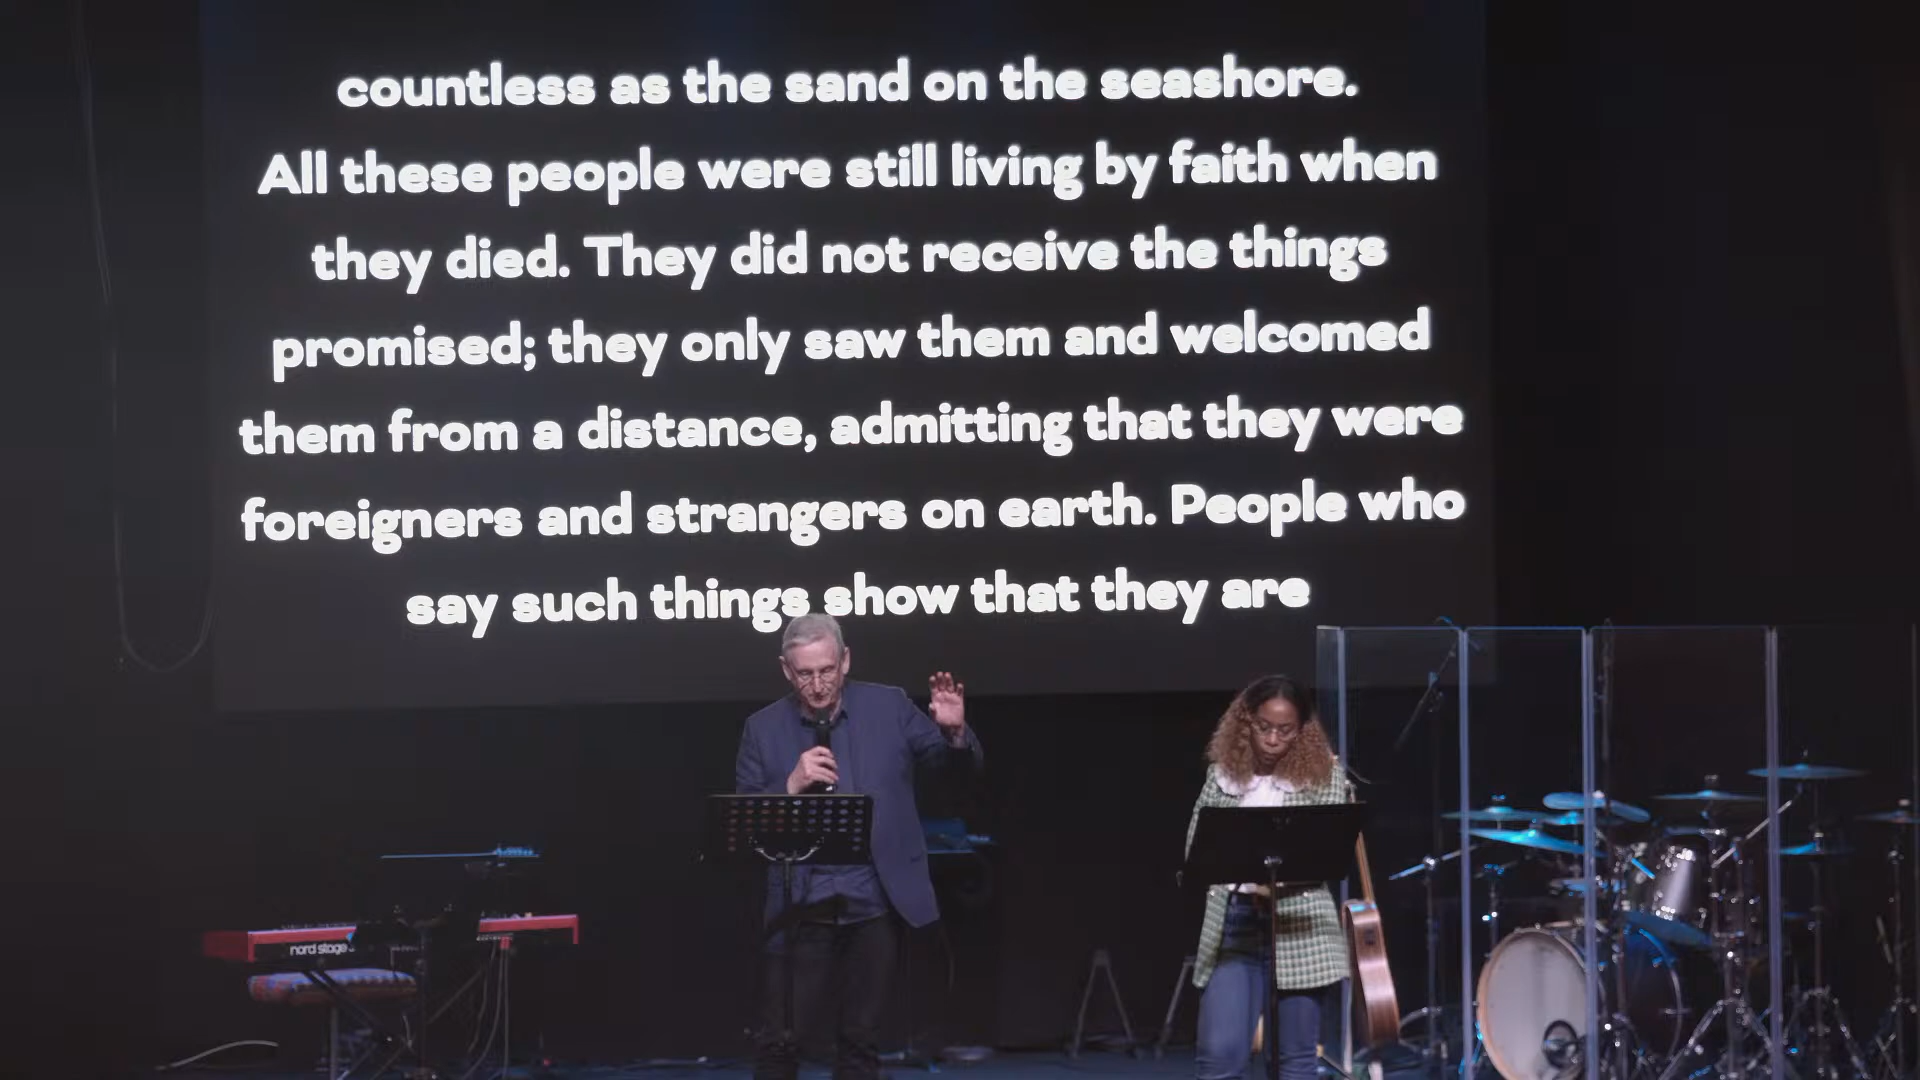 countless as the sand on the seashore.
All these people were still living by faith when
they died. They did not receive the things
promised; they only saw them and welcomed
them from a distance, admitting that they were
foreigners and strangers on earth. People who
say such things show that they are
nord stage